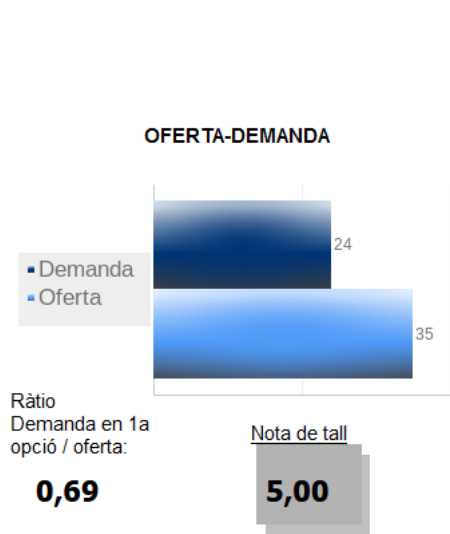 OFERTA-DEMANDA
24
Demanda
Oferta
35
Ràtio
Demanda en 1a
opció / oferta:
Nota de tall
0,69
5,00